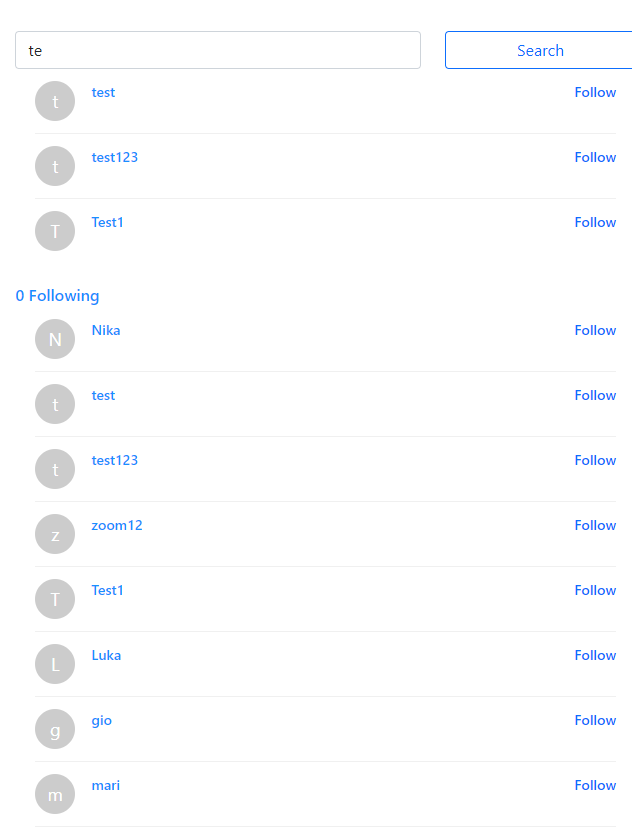 te Search
t test Follow
t test123 Follow
T Test1 Follow
0 Following
N Nika Follow
t test Follow
t test123 Follow
z zoom12 Follow
T Test1 Follow
L Luka Follow
g gio Follow
m mari Follow